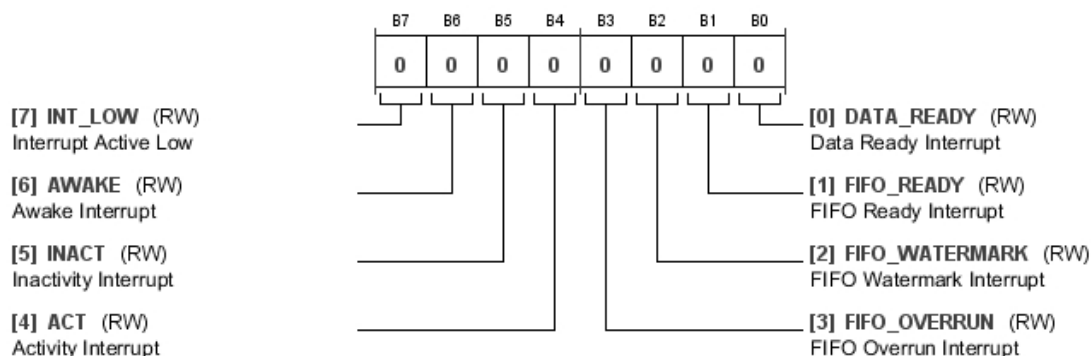 B7 B6 B5 B4 B3 B2 B1 B0
0 0 0 0 0 0 0 0
[7] INT_LOW (RW)
Interrupt Active Low
[6] AWAKE (RW)
Awake Interrupt
[5] INACT (RW)
Inactivity Interrupt
[4] ACT (RW)
Activity Interrupt
[0] DATA_READY (RW)
Data Ready Interrupt
[1] FIFO_READY (RW)
FIFO Ready Interrupt
[2] FIFO_WATERMARK (RW)
FIFO Watermark Interrupt
[3] FIFO_OVERRUN (RW)
FIFO Overrun Interrupt